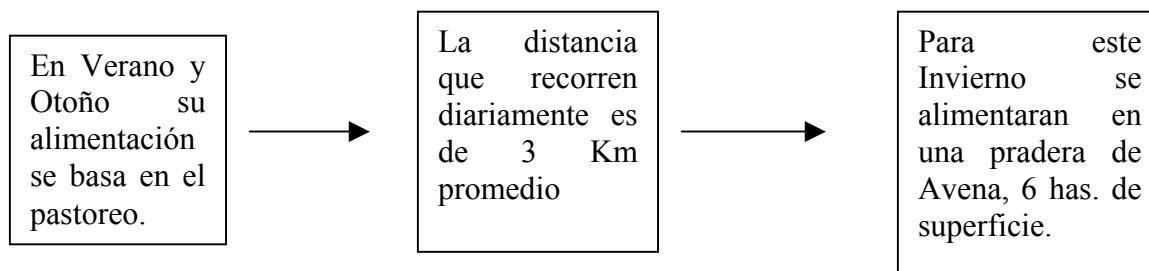 En Verano y
Otoño su
alimentación
se basa en el
pastoreo.
La distancia
que recorren
diariamente es
de 3 Km
promedio
Para este
Invierno se
alimentaran en
una pradera de
Avena, 6 has. de
superficie.